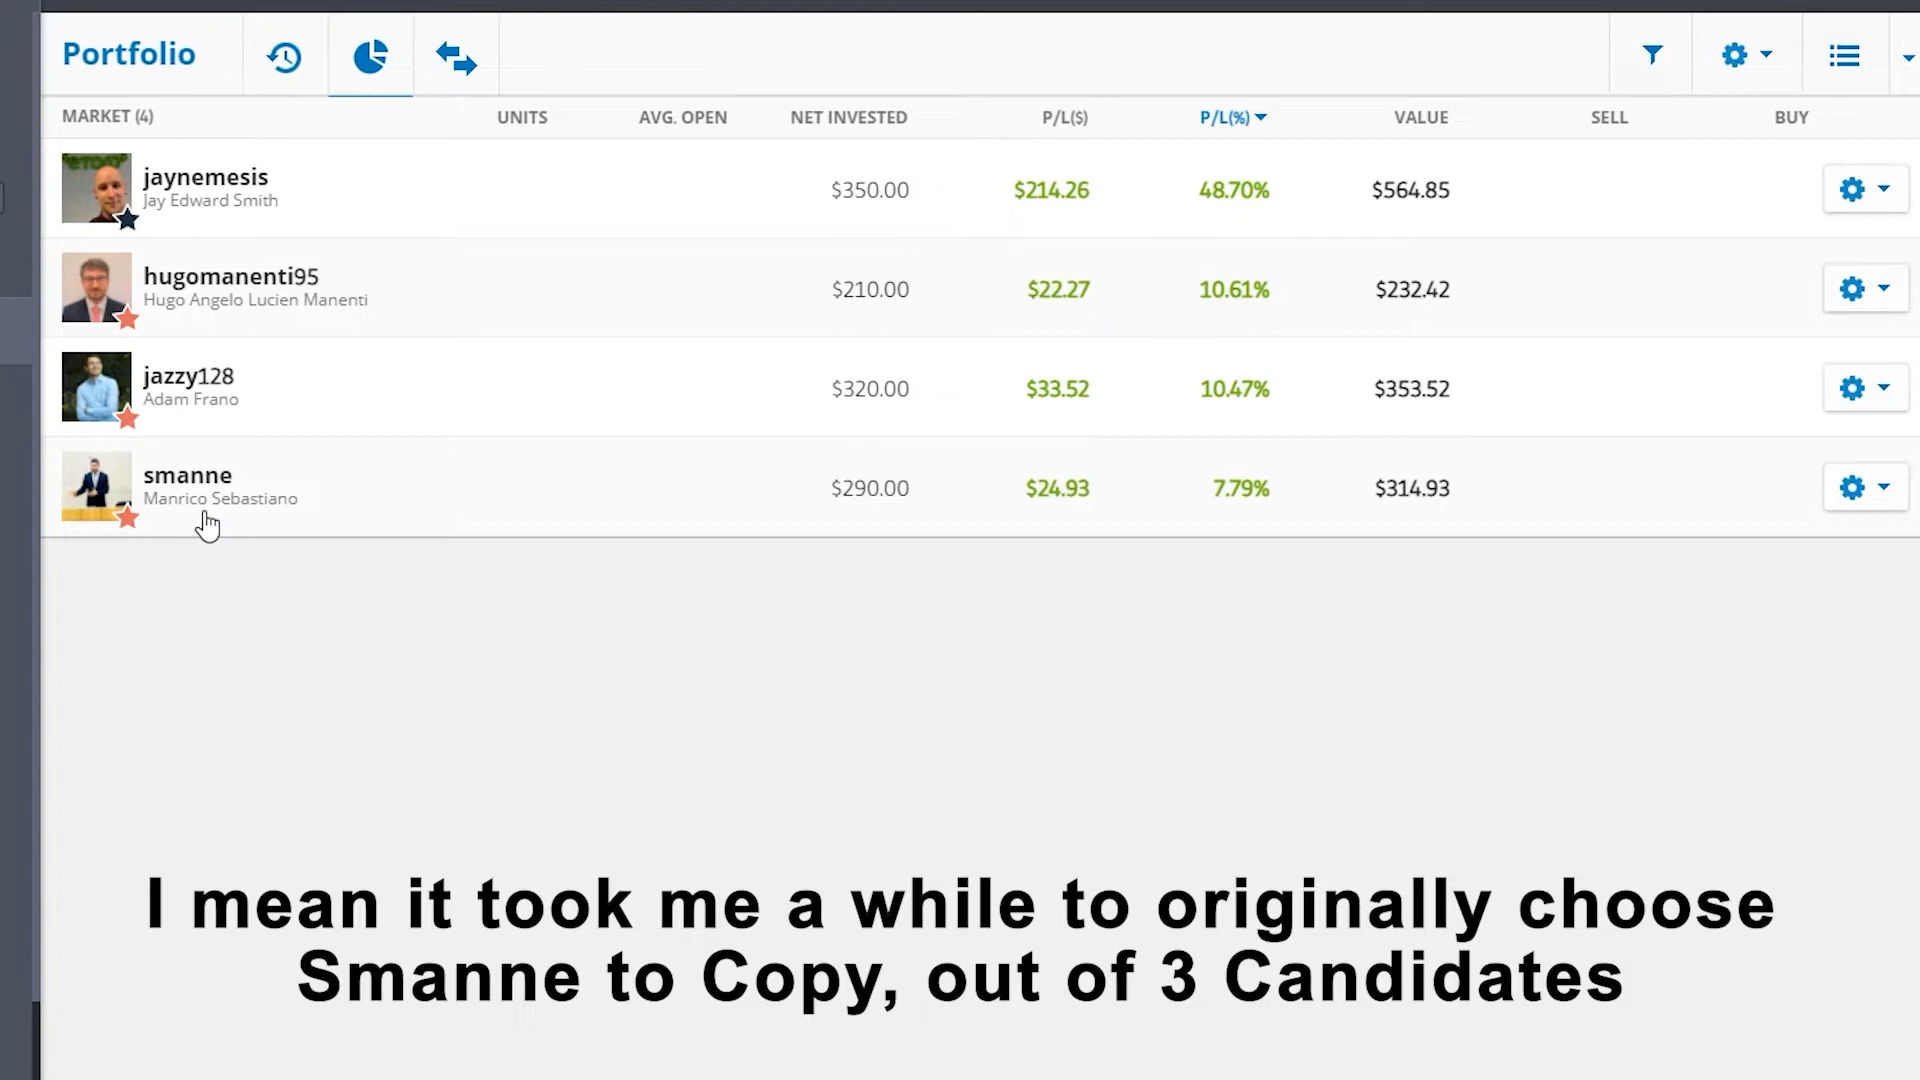 Portfolio
MARKET (4) UNITS AVG. OPEN NET INVESTED P/L($) P/L(%) VALUE SELL BUY
jaynemesis
Jay Edward Smith
$350.00 $214.26 48.70% $564.85
hugomanenti95
Hugo Angelo Lucien Manenti
$210.00 $22.27 10.61% $232.42
jazzy128
Adam Frano
$320.00 $33.52 10.47% $353.52
smanne
Manrico Sebastiano
$290.00 $24.93 7.79% $314.93
I mean it took me a while to originally choose
Smanne to Copy, out of 3 Candidates